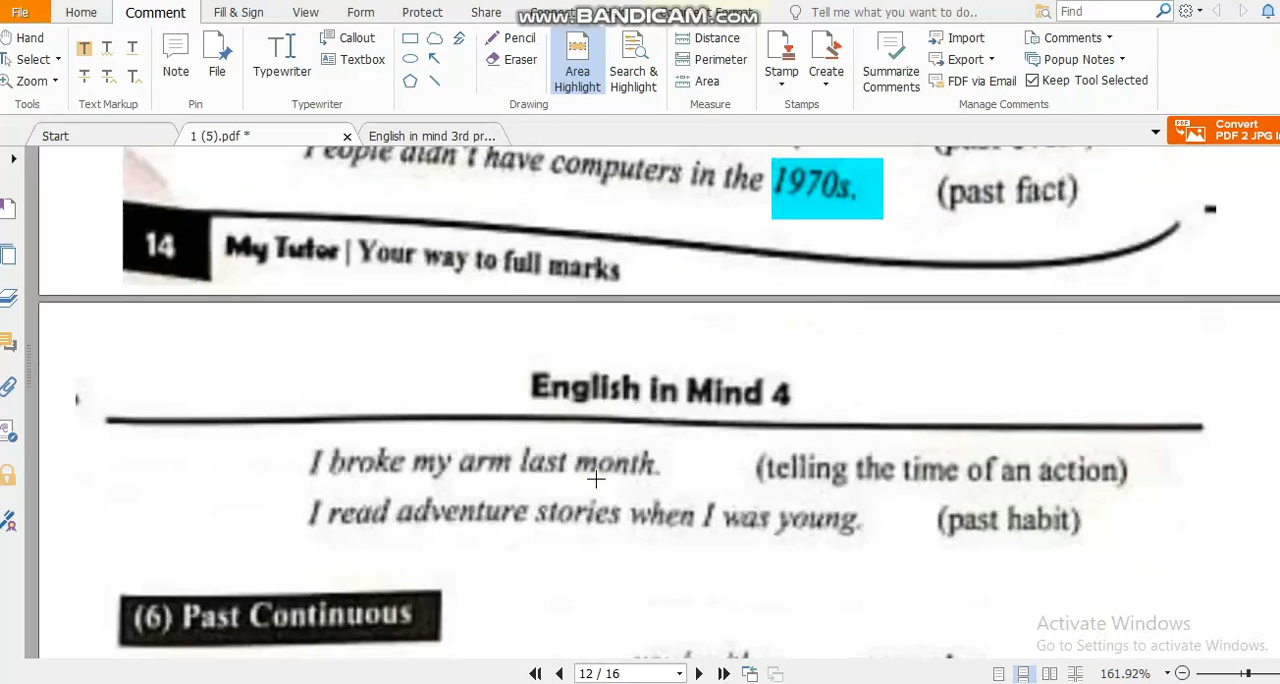 File Home Comment Fill & Sign View Form Protect Share Format Tell me what you want to do.. Find
www.BANDICAM.com
Hand
Select
Zoom
Tools
Text Markup
Note
File
Pin
Typewriter
Callout
Textbox
Typewriter
Pencil
Eraser
Area Highlight
Search & Highlight
Drawing
Distance
Perimeter
Area
Measure
Stamp
Create
Stamps
Summarize Comments
Import
Export
FDF via Email
Comments
Popup Notes
Keep Tool Selected
Manage Comments
Start
1 (5).pdf *
English in mind 3rd pr...
Convert
PDF 2 JPG
People didn't have computers in the 1970s. (past fact)
14 My Tutor | Your way to full marks
English in Mind 4
I broke my arm last month. (telling the time of an action)
I read adventure stories when I was young. (past habit)
(6) Past Continuous
Activate Windows
Go to Settings to activate Windows.
12 / 16
161.92%